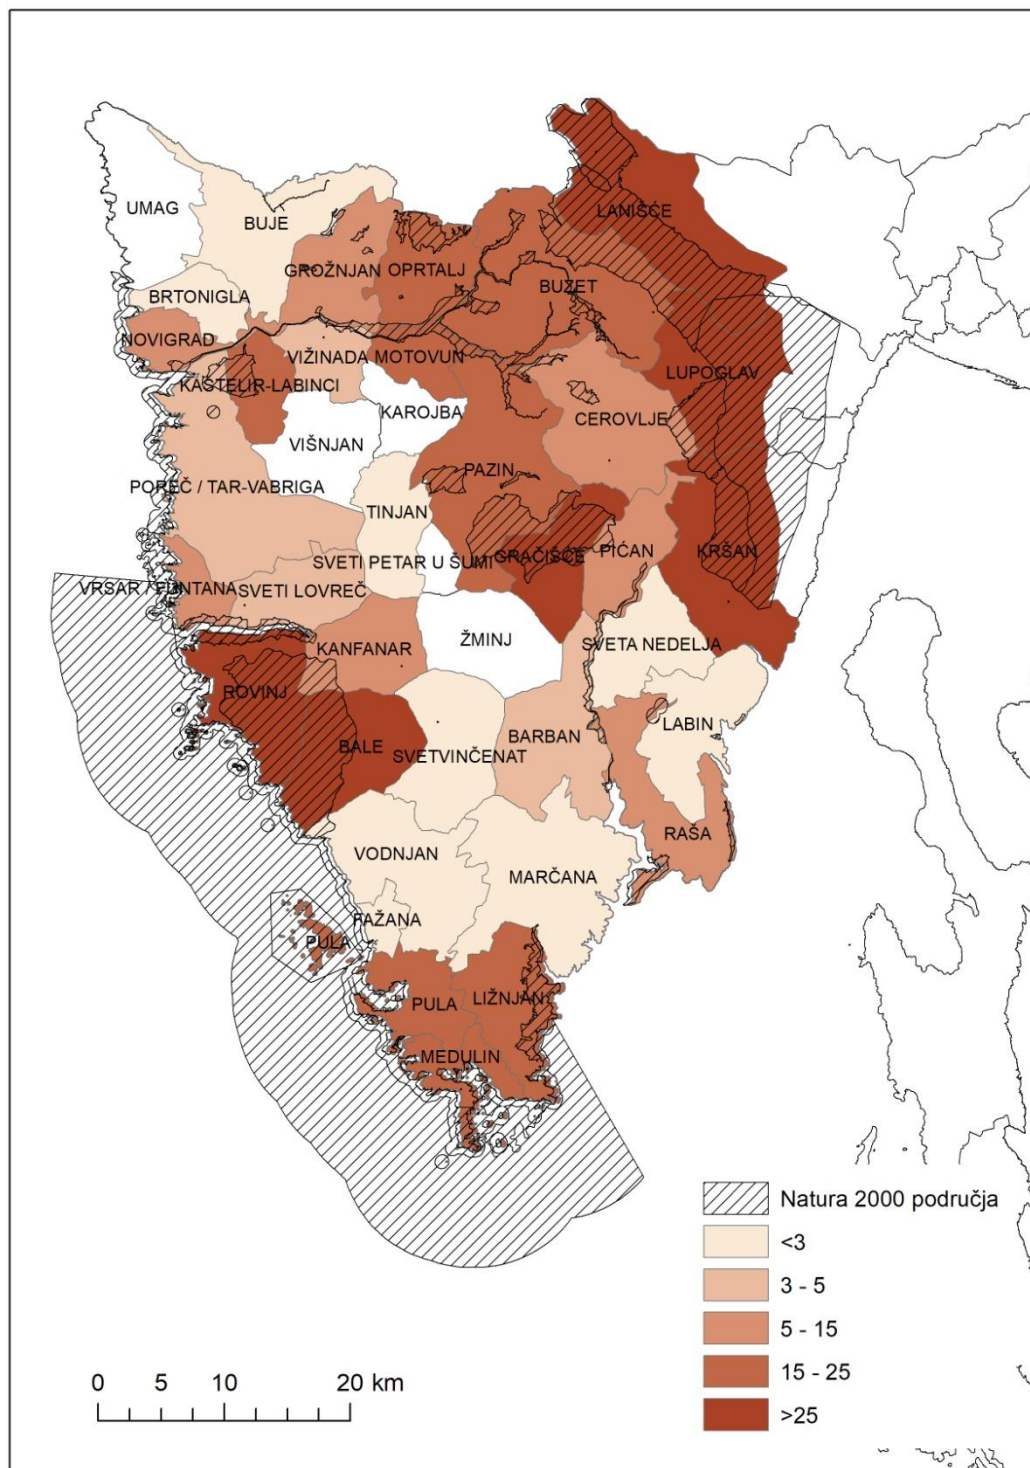 UMAG
BUJE
LANIŠĆE
GROŽNJAN
OPRTALJ
BUZET
BRTONIGLA
NOVIGRAD
VIŽINADA
MOTOVUN
LUPOGLAV
KAŠTELIR-LABINCI
KAROJBA
CEROVLJE
VIŠNJAN
PAZIN
POREČ / TAR-VABRIGA
TINJAN
SVETI PETAR U ŠUMI
GRAČIŠĆE
PIĆAN
KRŠAN
VRSAR / FUNTANA
SVETI LOVREČ
KANFANAR
ŽMINJ
SVETA NEDELJA
ROVINJ
LABIN
BALE
SVETVINČENAT
BARBAN
RAŠA
VODNJAN
MARČANA
FAŽANA
PULA
PULA
LIŽNJAN
MEDULIN
Natura 2000 područja
<3
3 - 5
5 - 15
15 - 25
>25
0 5 10 20 km